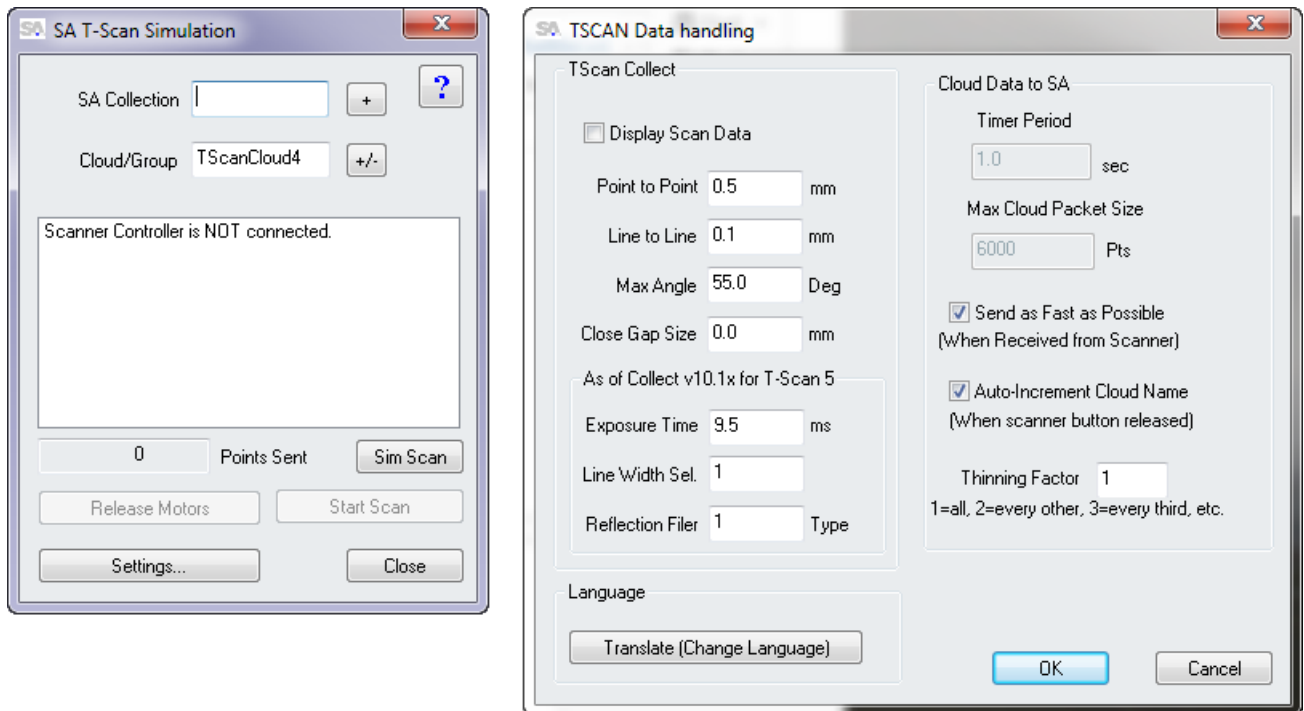 SA SA T-Scan Simulation X
SA Collection + ?
Cloud/Group TScanCloud4 +/-
Scanner Controller is NOT connected.
0 Points Sent Sim Scan
Release Motors Start Scan
Settings... Close
SA TSCAN Data handling X
TScan Collect
Display Scan Data
Point to Point 0.5 mm
Line to Line 0.1 mm
Max Angle 55.0 Deg
Close Gap Size 0.0 mm
As of Collect v10.1x for T-Scan 5
Exposure Time 9.5 ms
Line Width Sel. 1
Reflection Filer 1 Type
Language
Translate (Change Language)
Cloud Data to SA
Timer Period
1.0 sec
Max Cloud Packet Size
6000 Pts
Send as Fast as Possible
(When Received from Scanner)
Auto-Increment Cloud Name
(When scanner button released)
Thinning Factor 1
1=all, 2=every other, 3=every third, etc.
OK Cancel